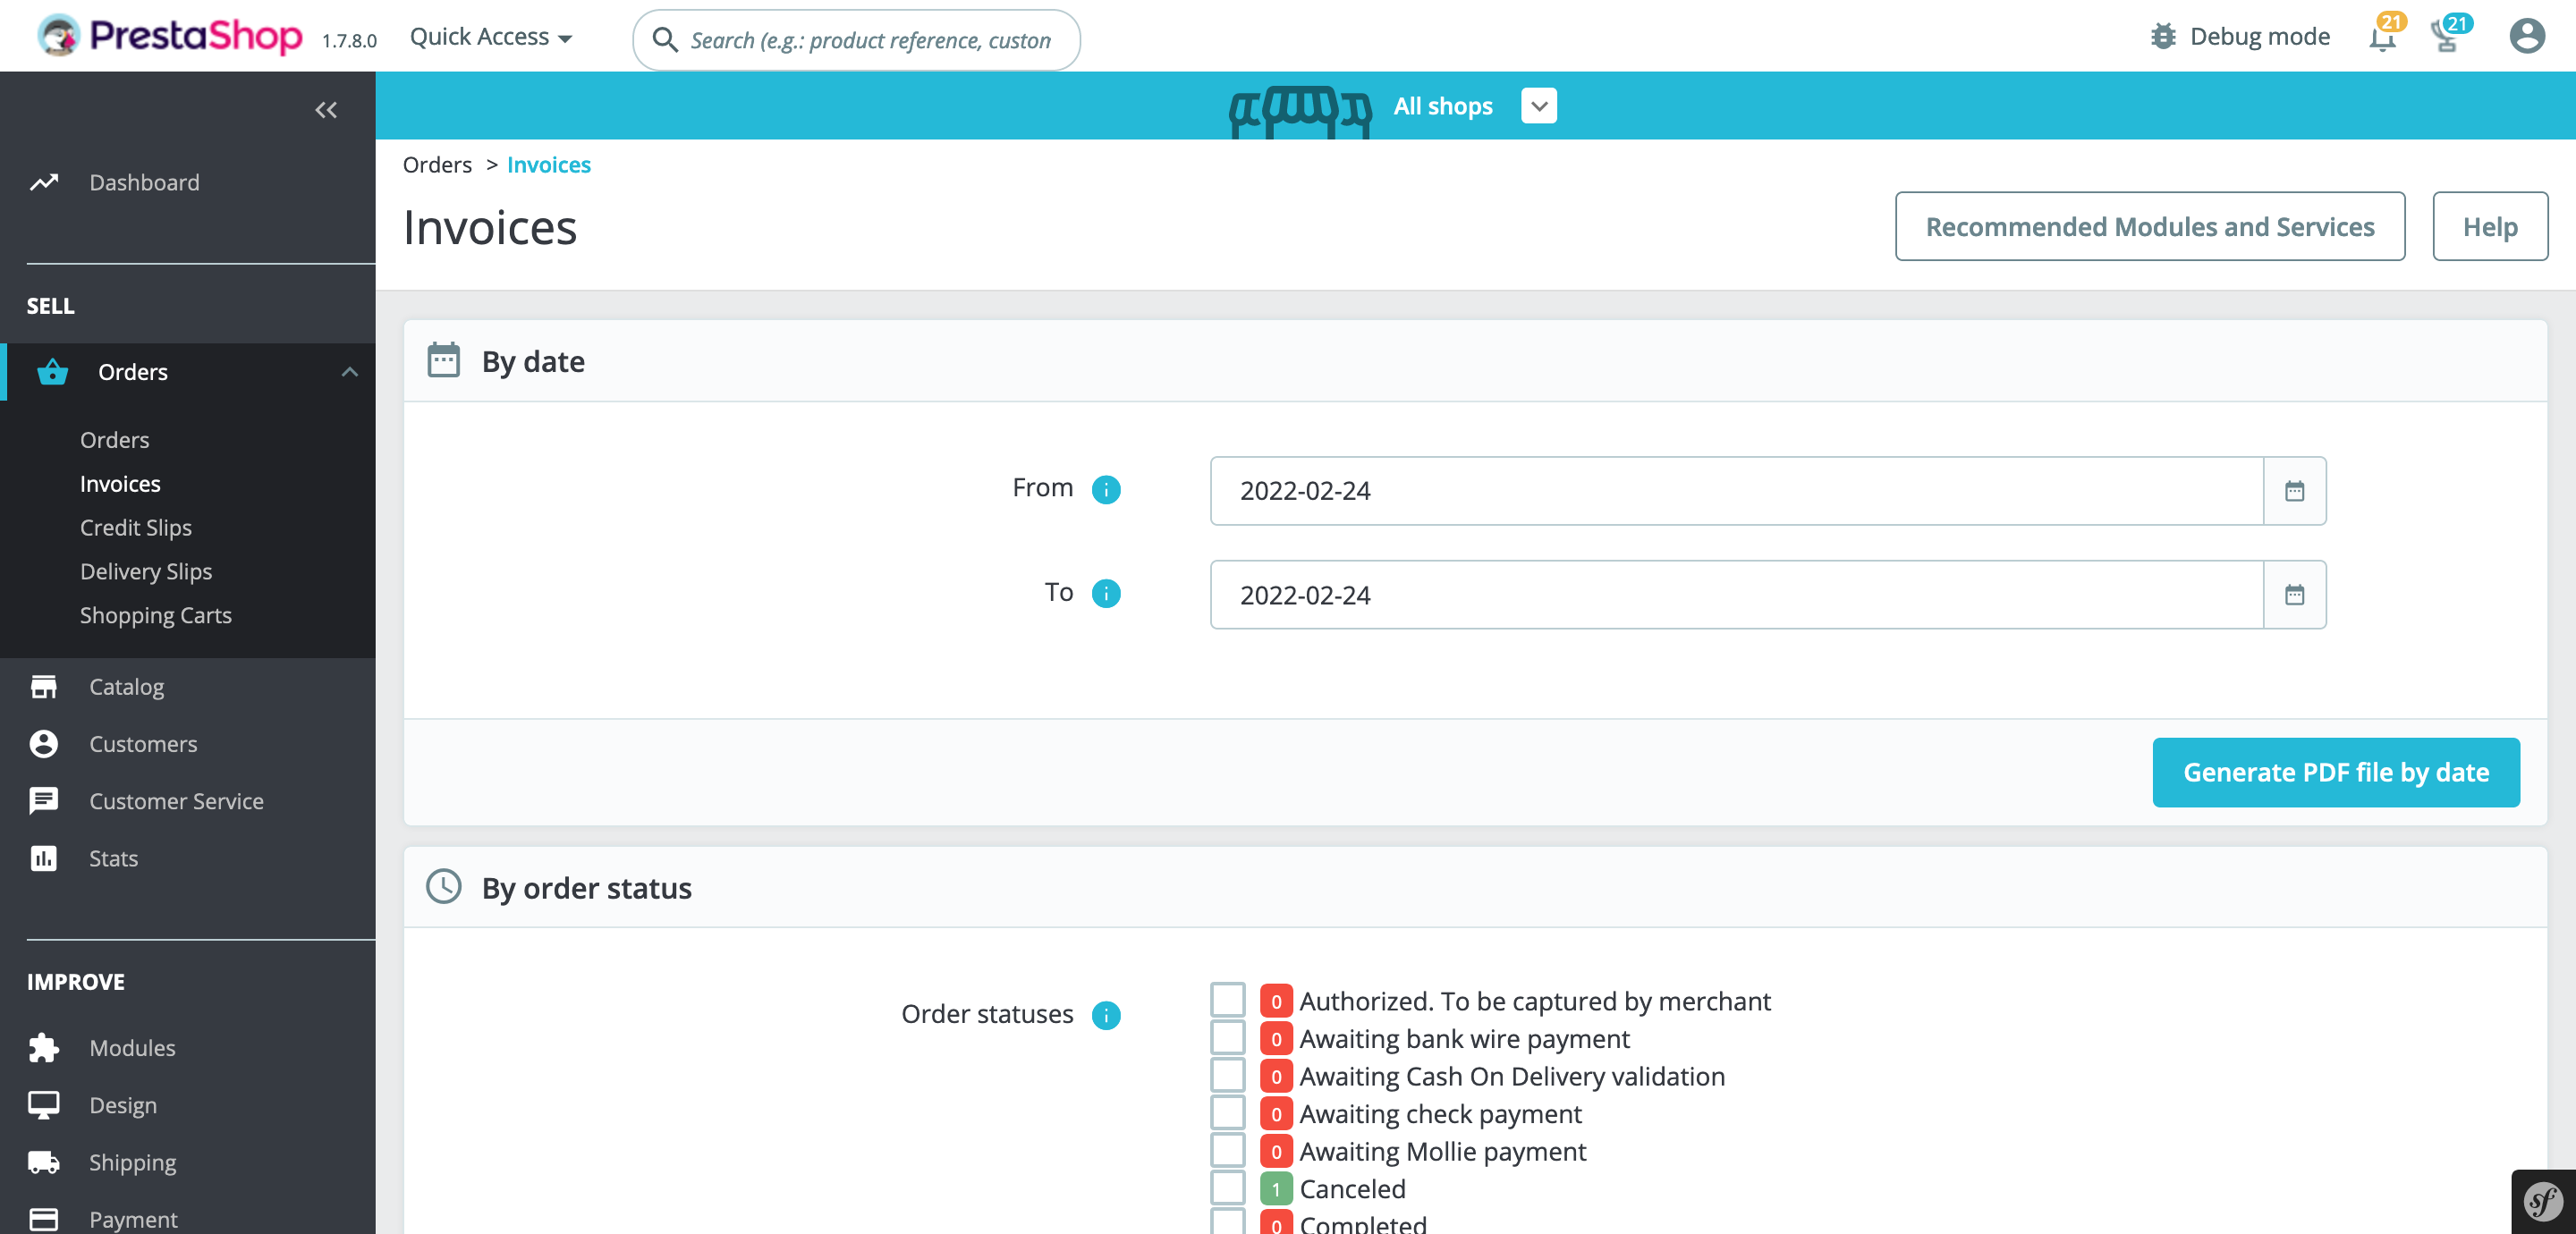 PrestaShop 1.7.8.0 Quick Access Search (e.g.: product reference, custon Debug mode 21 21
All shops
Dashboard
SELL
Orders
Orders
Invoices
Credit Slips
Delivery Slips
Shopping Carts
Catalog
Customers
Customer Service
Stats
IMPROVE
Modules
Design
Shipping
Payment
Orders > Invoices
Invoices
Recommended Modules and Services Help
By date
From i 2022-02-24
To i 2022-02-24
Generate PDF file by date
By order status
Order statuses i
0 Authorized. To be captured by merchant
0 Awaiting bank wire payment
0 Awaiting Cash On Delivery validation
0 Awaiting check payment
0 Awaiting Mollie payment
1 Canceled
0 Completed
sf